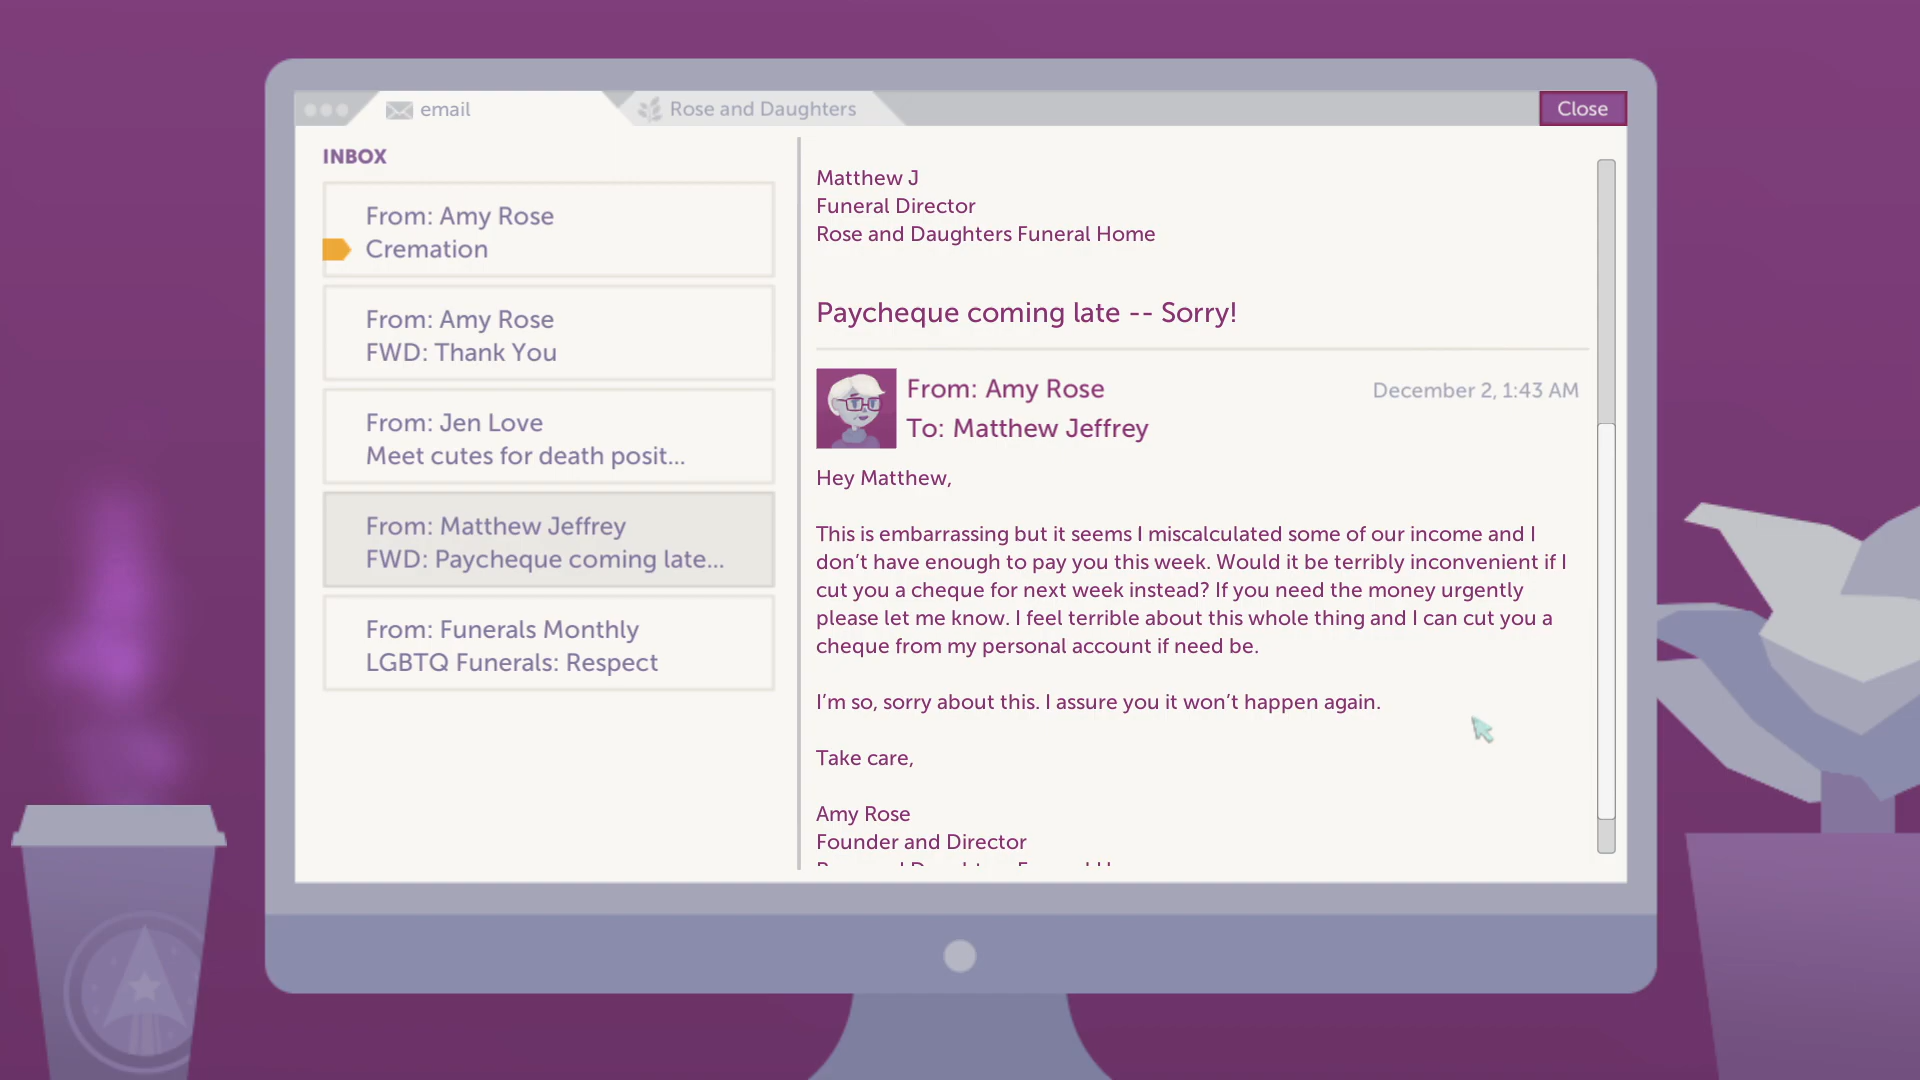 email
Rose and Daughters
Close
INBOX
From: Amy Rose
Cremation
From: Amy Rose
FWD: Thank You
From: Jen Love
Meet cutes for death posit...
From: Matthew Jeffrey
FWD: Paycheque coming late...
From: Funerals Monthly
LGBTQ Funerals: Respect
Matthew J
Funeral Director
Rose and Daughters Funeral Home
Paycheque coming late -- Sorry!
From: Amy Rose
December 2, 1:43 AM
To: Matthew Jeffrey
Hey Matthew,
This is embarrassing but it seems I miscalculated some of our income and I
don't have enough to pay you this week. Would it be terribly inconvenient if I
cut you a cheque for next week instead? If you need the money urgently
please let me know. I feel terrible about this whole thing and I can cut you a
cheque from my personal account if need be.
I'm so, sorry about this. I assure you it won't happen again.
Take care,
Amy Rose
Founder and Director